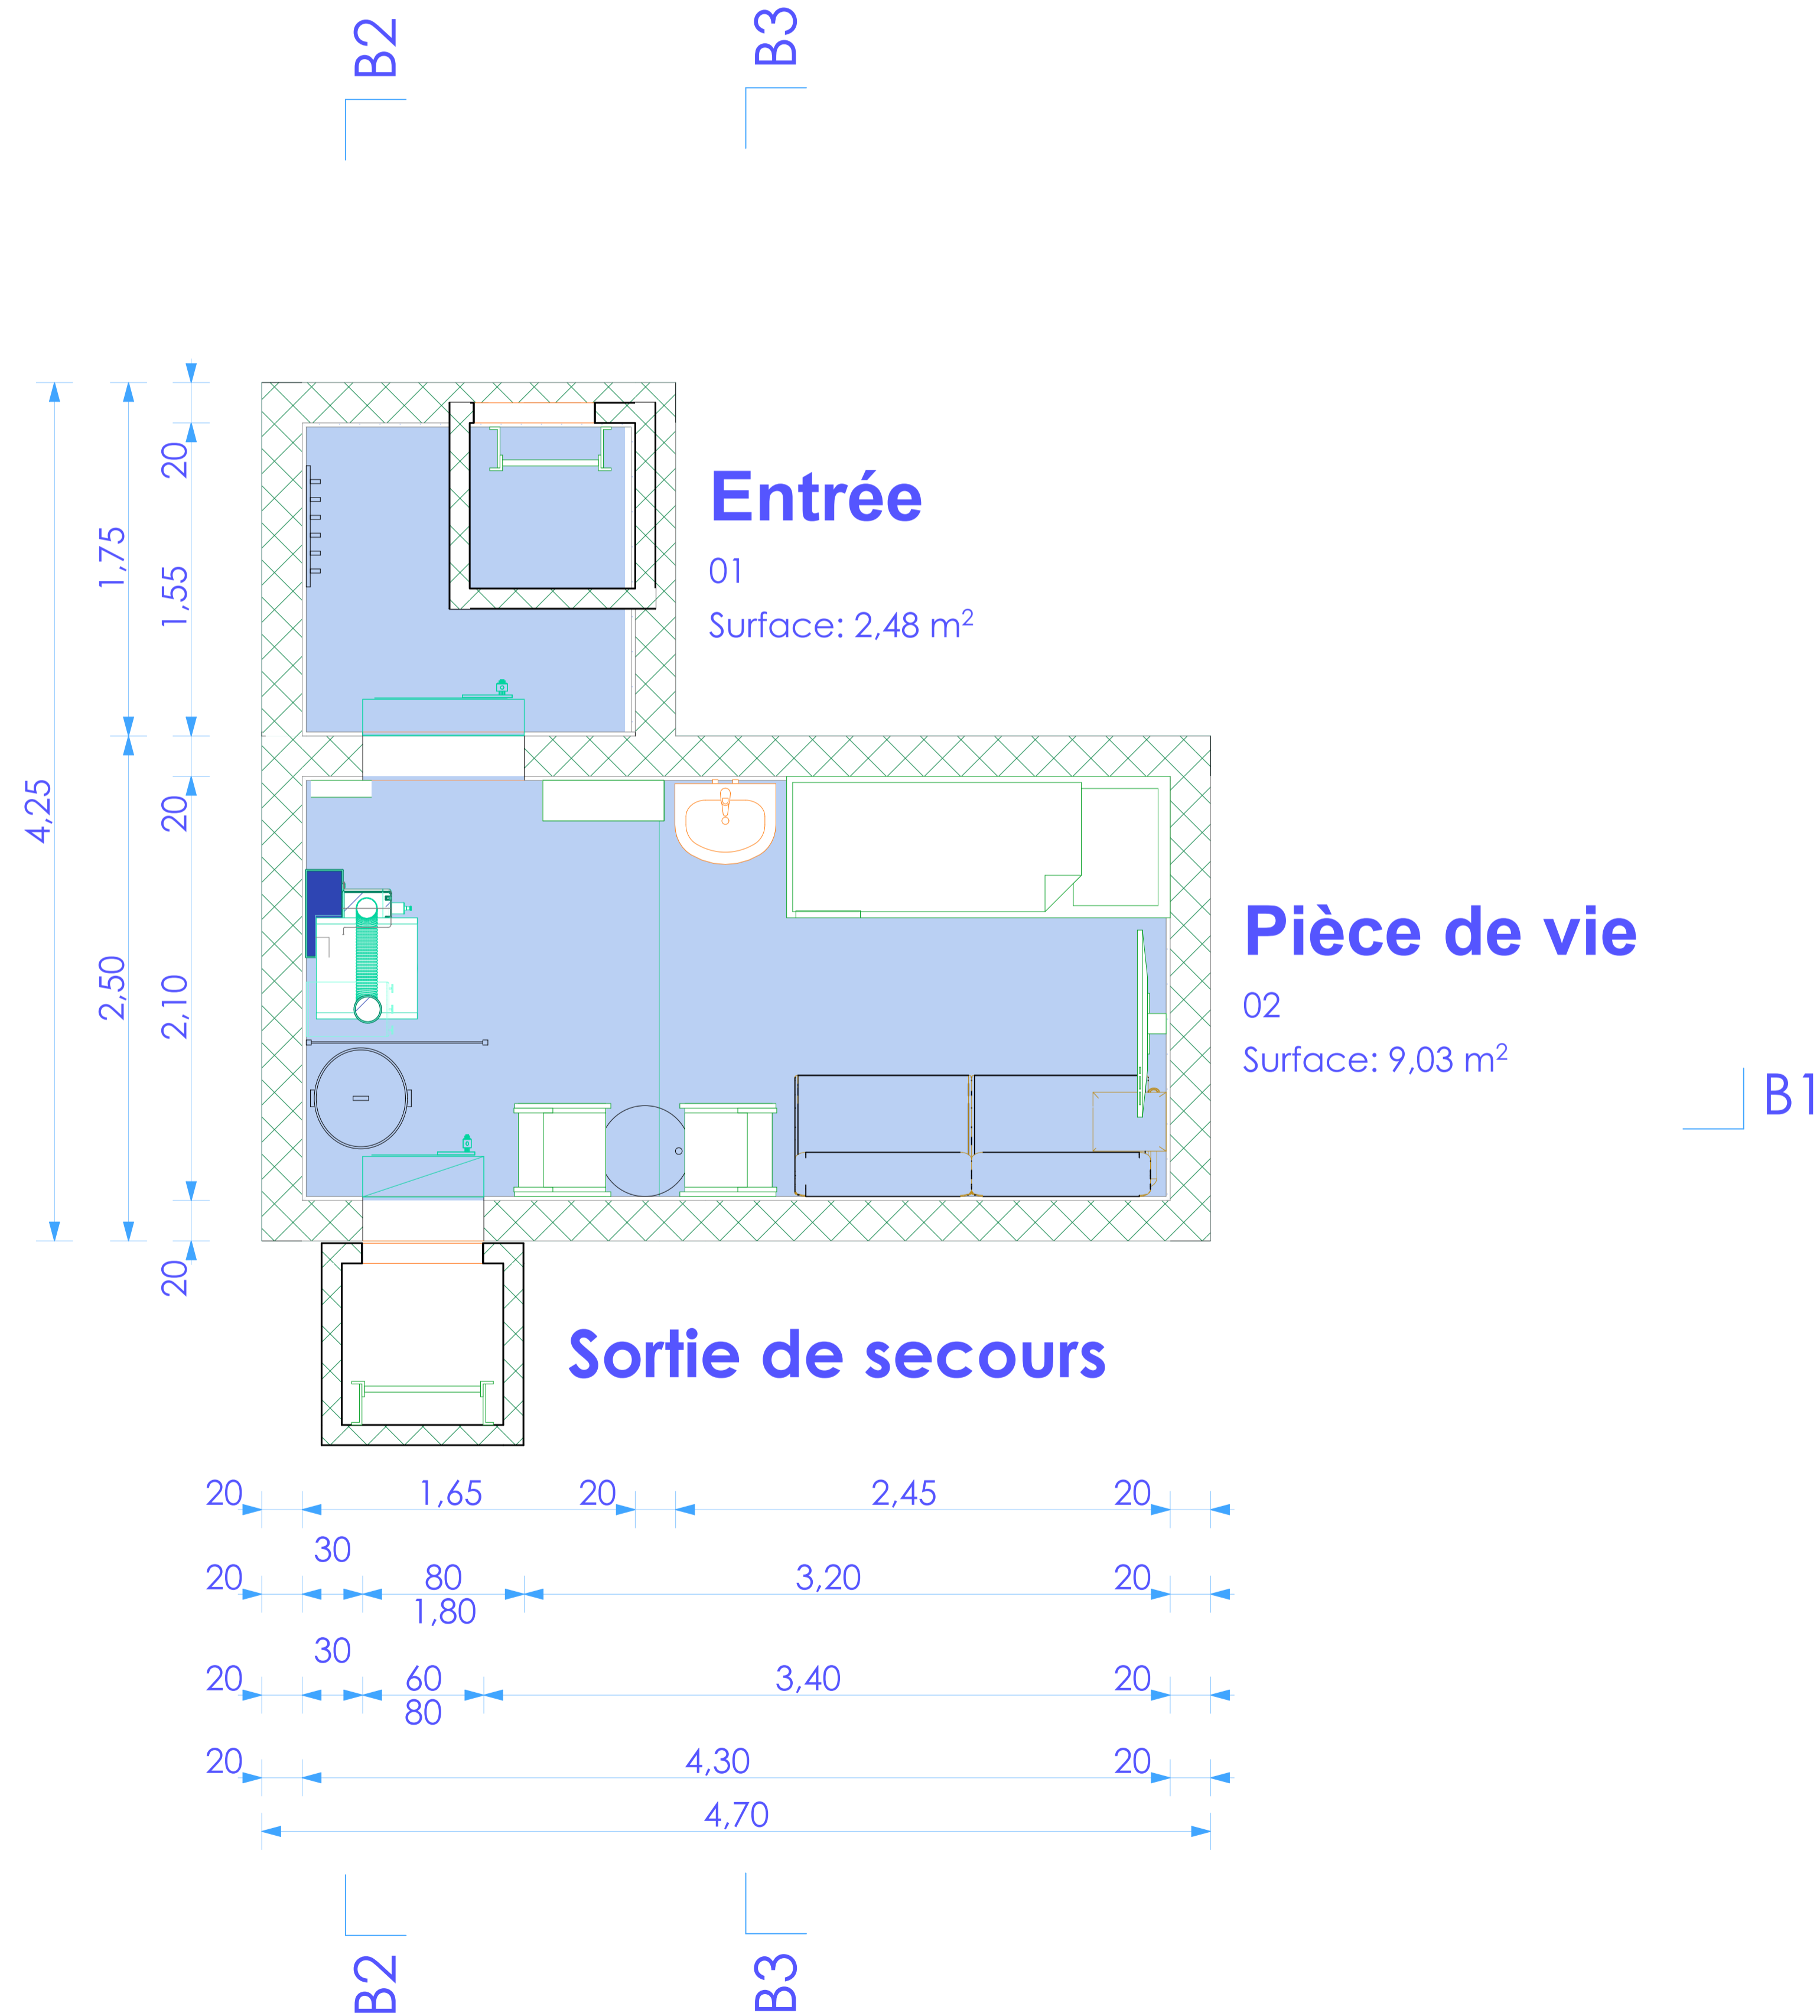 B2
B3
Entrée
01
Surface: 2,48 m²
20
1,75
1,55
4,25
20
Pièce de vie
02
Surface: 9,03 m²
2,50
2,10
B1
20
Sortie de secours
20 1,65 20 2,45 20
30
20 80 3,20 20
1,80
30
20 60 3,40 20
80
20 4,30 20
4,70
B2
B3